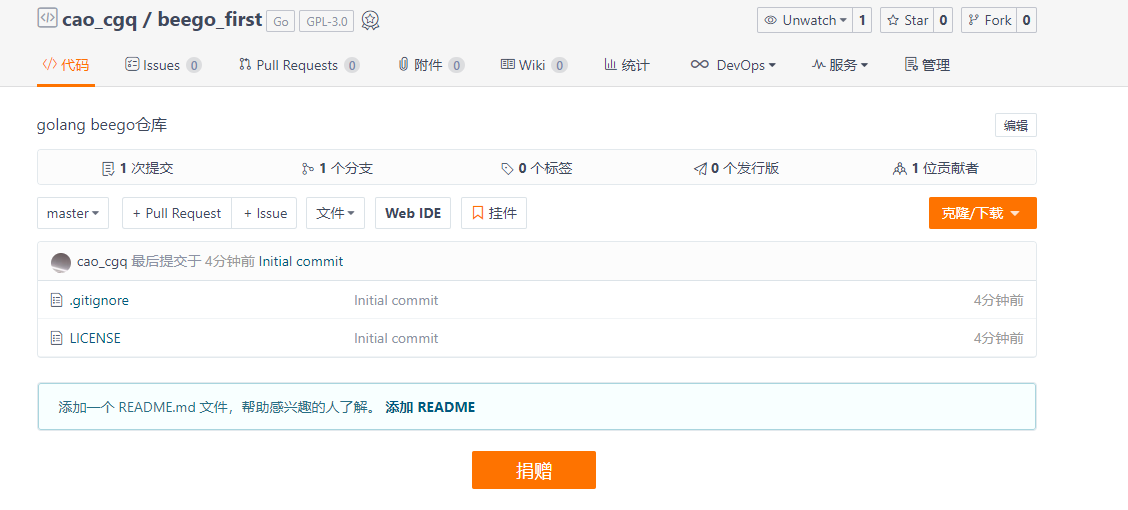 cao_cgq / beego_first Go GPL-3.0 Unwatch 1 Star 0 Fork 0
代码 Issues 0 Pull Requests 0 附件 0 Wiki 0 统计 DevOps 服务 管理
golang beego仓库 编辑
1 次提交 1 个分支 0 个标签 0 个发行版 1 位贡献者
master + Pull Request + Issue 文件 Web IDE 挂件 克隆/下载
cao_cgq 最后提交于 4分钟前 Initial commit
.gitignore Initial commit 4分钟前
LICENSE Initial commit 4分钟前
添加一个 README.md 文件，帮助感兴趣的人了解。 添加 README
捐赠